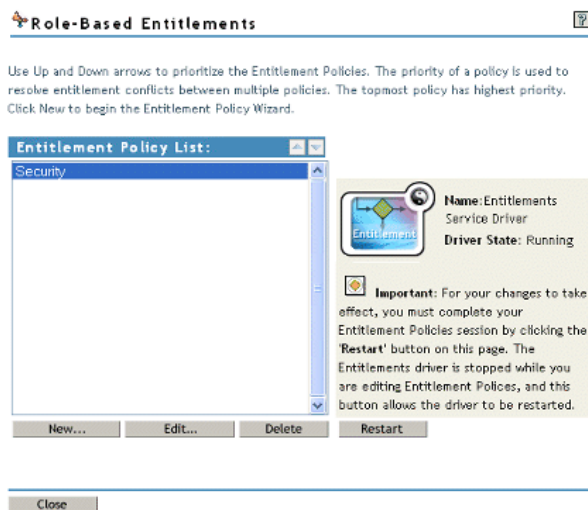 Role-Based Entitlements
?
Use Up and Down arrows to prioritize the Entitlement Policies. The priority of a policy is used to
resolve entitlement conflicts between multiple policies. The topmost policy has highest priority.
Click New to begin the Entitlement Policy Wizard.
Entitlement Policy List:
Security
Entitlement
Name:Entitlements
Service Driver
Driver State: Running
Important: For your changes to take
effect, you must complete your
Entitlement Policies session by clicking the
'Restart' button on this page. The
Entitlements driver is stopped while you
are editing Entitlement Polices, and this
button allows the driver to be restarted.
New... Edit... Delete Restart
Close